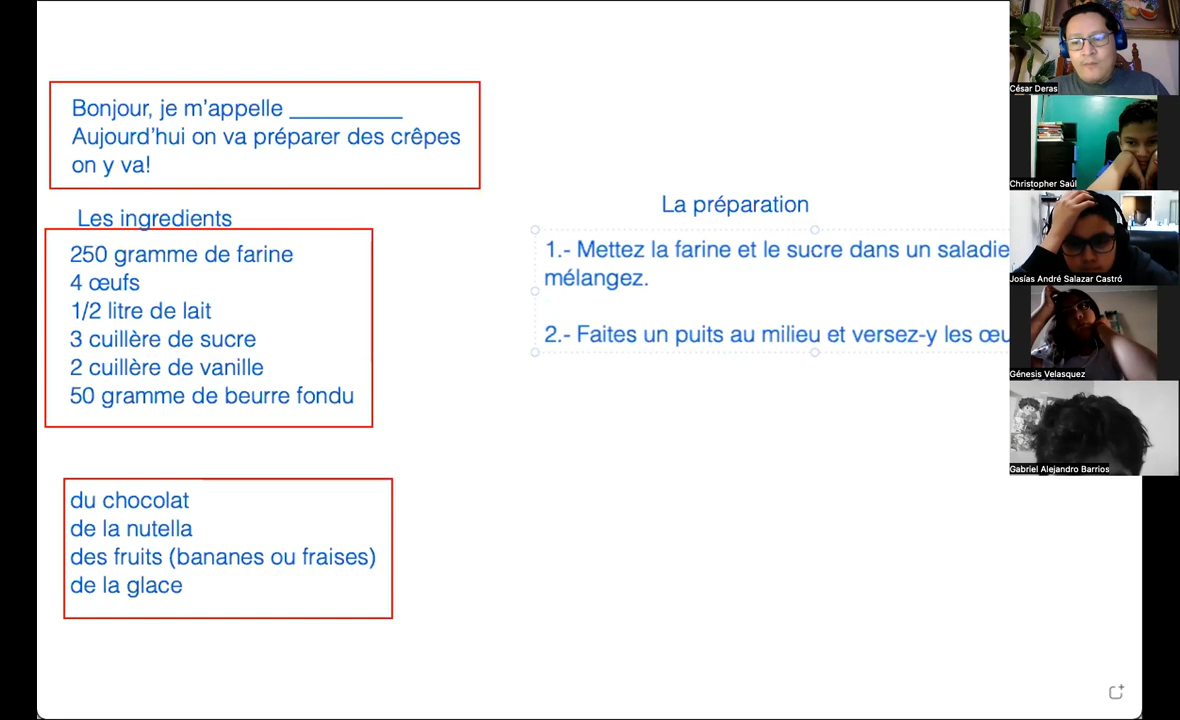 Bonjour, je m'appelle __________
Aujourd'hui on va préparer des crêpes
on y va!
Les ingredients
250 gramme de farine
4 œufs
1/2 litre de lait
3 cuillère de sucre
2 cuillère de vanille
50 gramme de beurre fondu
du chocolat
de la nutella
des fruits (bananes ou fraises)
de la glace
La préparation
1.- Mettez la farine et le sucre dans un
mélangez.
2.- Faites un puits au milieu et versez-y les
César Deras
Christopher Saúl
Josías André Salazar Castró
Génesis Velasquez
Gabriel Alejandro Barrios